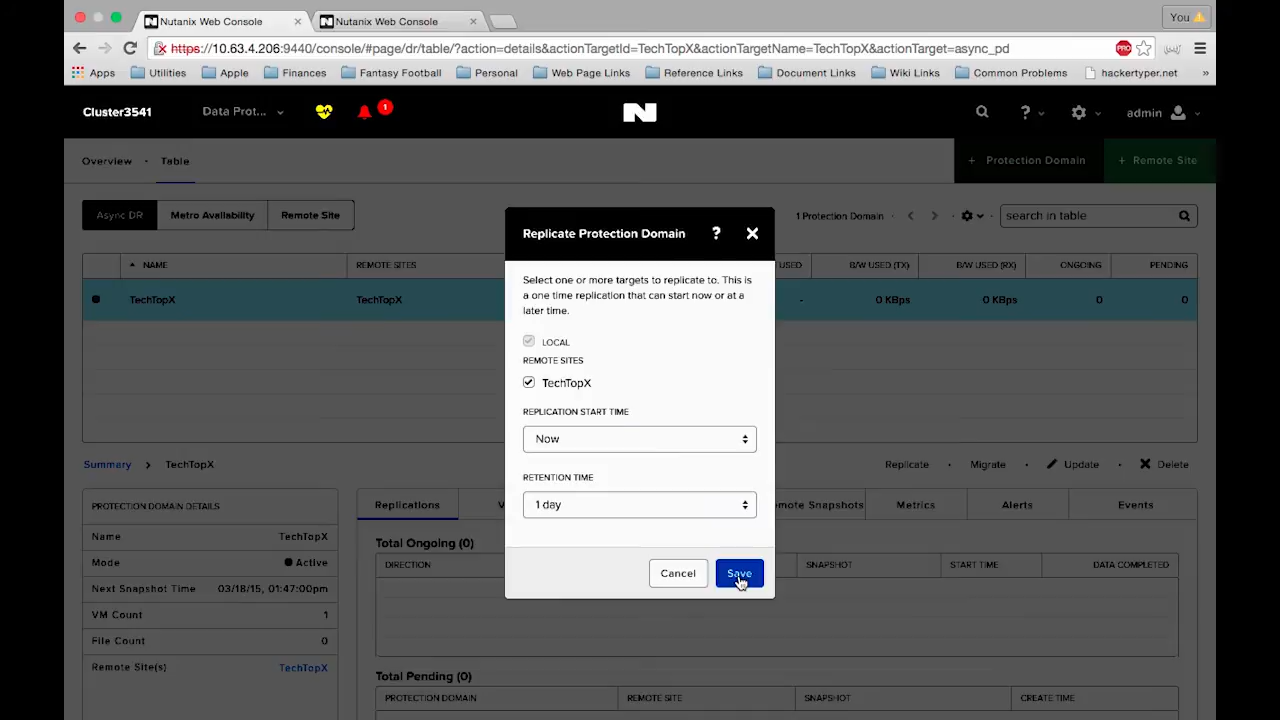 Nutanix Web Console
Nutanix Web Console
You
https://10.63.4.206:9440/console/#page/dr/table/?action=details&actionTargetId=TechTopX&actionTargetName=TechTopX&actionTarget=async_pd
PRO
Apps Utilities Apple Finances Fantasy Football Personal Web Page Links Reference Links Document Links Wiki Links Common Problems hackertyper.net »
Cluster3541 Data Prot... 1 ? admin
Overview · Table + Protection Domain + Remote Site
Async DR Metro Availability Remote Site 1 Protection Domain search in table
NAME REMOTE SITES USED B/W USED (TX) B/W USED (RX) ONGOING PENDING
TechTopX TechTopX - 0 KBps 0 KBps 0 0
Replicate Protection Domain ?
Select one or more targets to replicate to. This is
a one time replication that can start now or at a
later time.
LOCAL
REMOTE SITES
TechTopX
REPLICATION START TIME
Now
RETENTION TIME
1 day
Cancel Save
Summary TechTopX Replicate · Migrate · Update · Delete
PROTECTION DOMAIN DETAILS
Name TechTopX
Mode Active
Next Snapshot Time 03/18/15, 01:47:00pm
VM Count 1
File Count 0
Remote Site(s) TechTopX
Replications V mote Snapshots Metrics Alerts Events
Total Ongoing (0)
DIRECTION SNAPSHOT START TIME DATA COMPLETED
Total Pending (0)
PROTECTION DOMAIN REMOTE SITE SNAPSHOT CREATE TIME